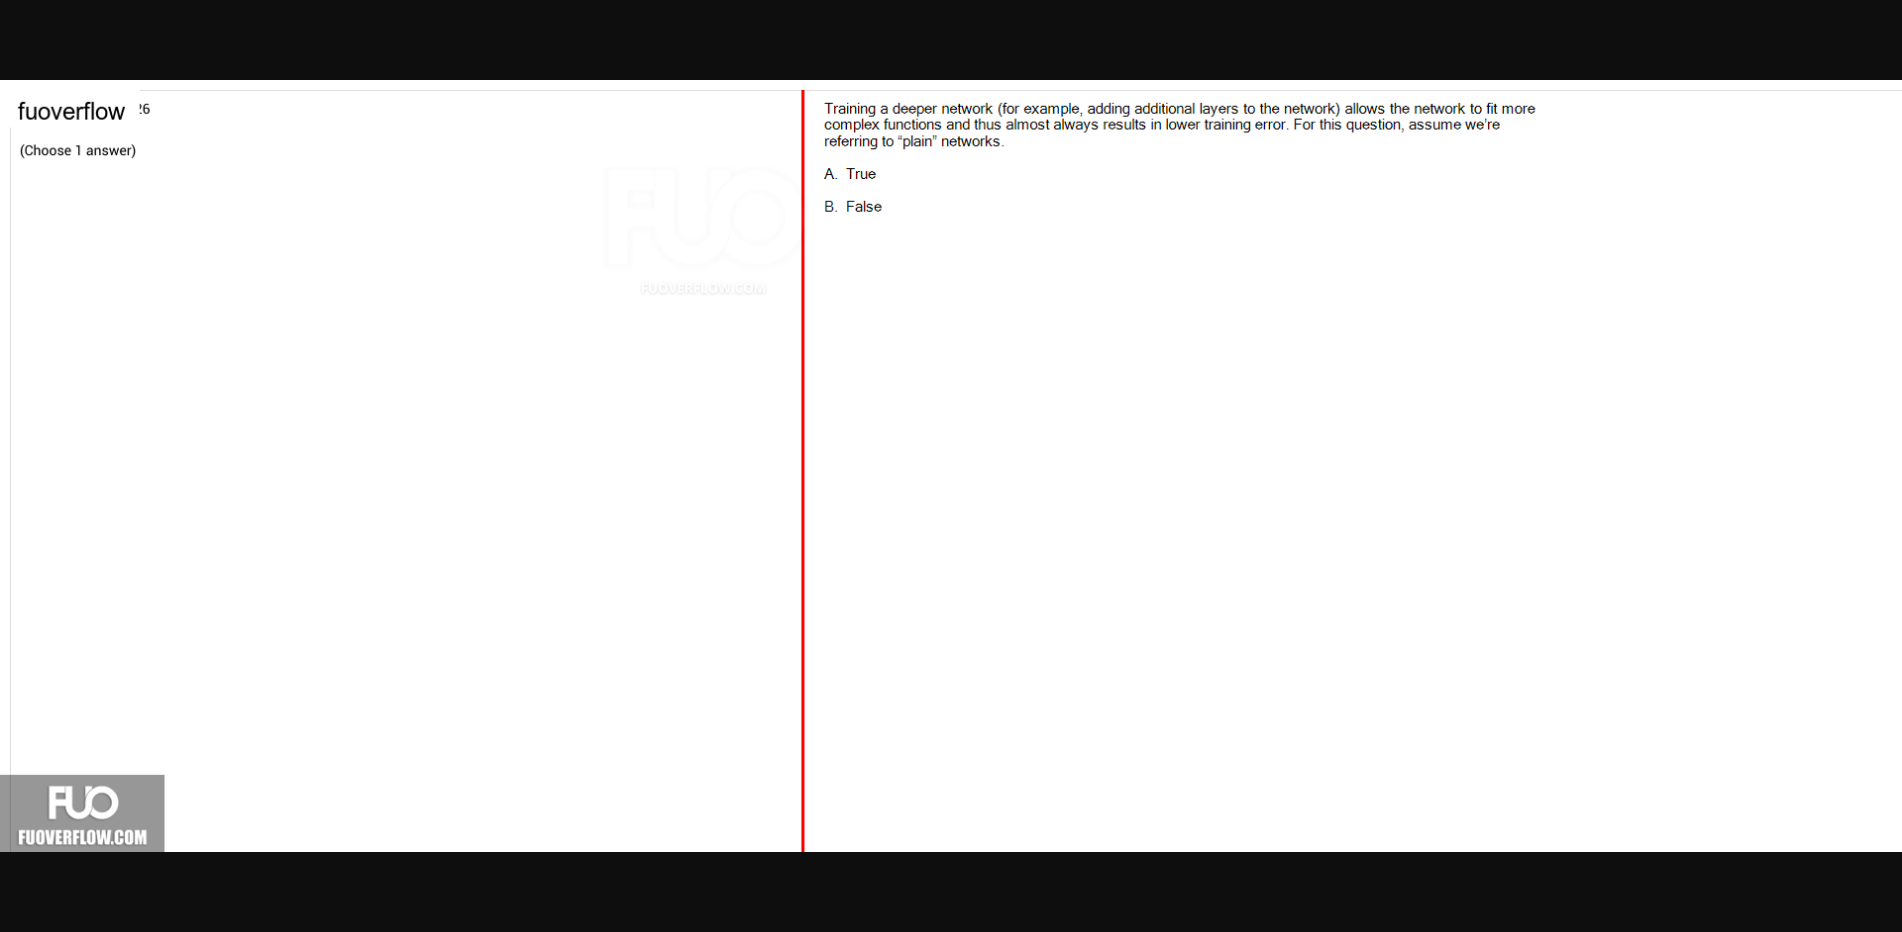 fuoverflow 26
(Choose 1 answer)
FUO
FUOVERFLOW.COM
Training a deeper network (for example, adding additional layers to the network) allows the network to fit more
complex functions and thus almost always results in lower training error. For this question, assume we're
referring to “plain” networks.
A. True
B. False
FUO
FUOVERFLOW.COM